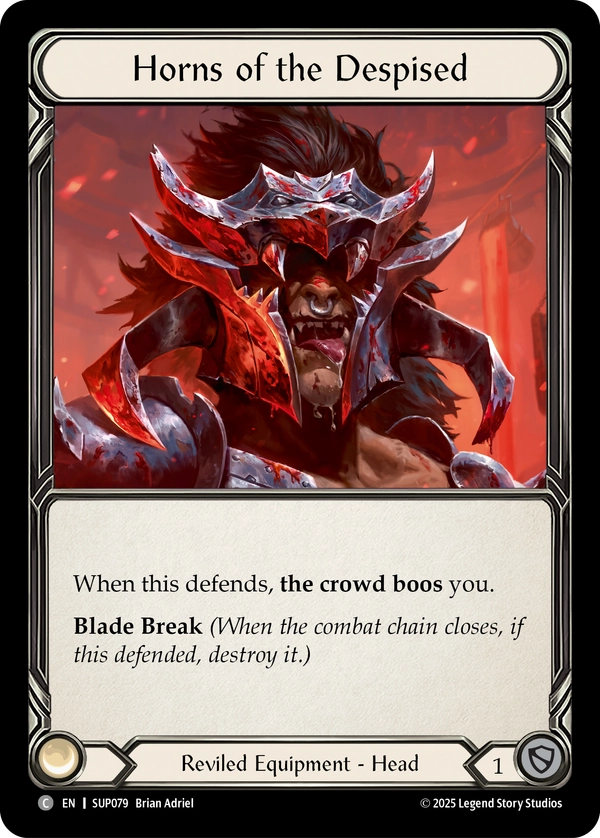 Horns of the Despised
When this defends, the crowd boos you.
Blade Break (When the combat chain closes, if
this defended, destroy it.)
Reviled Equipment - Head
1
C EN | SUP079 Brian Adriel
© 2025 Legend Story Studios